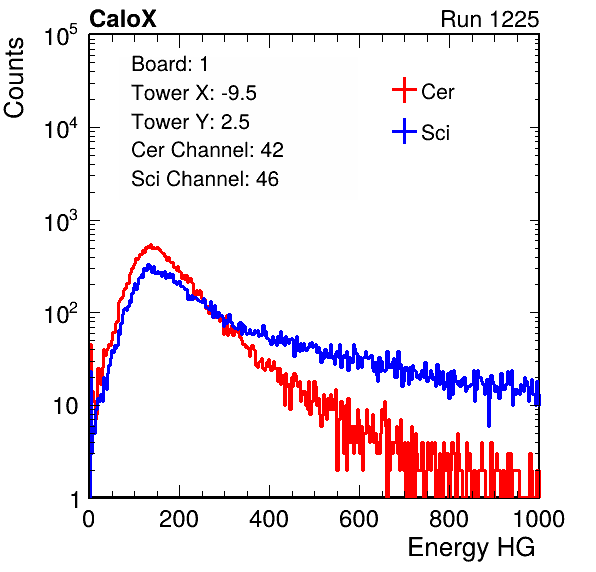 CaloX Run 1225
Counts
10^5
10^4
10^3
10^2
10
1
Board: 1
Tower X: -9.5
Tower Y: 2.5
Cer Channel: 42
Sci Channel: 46
Cer
Sci
0 200 400 600 800 1000
Energy HG